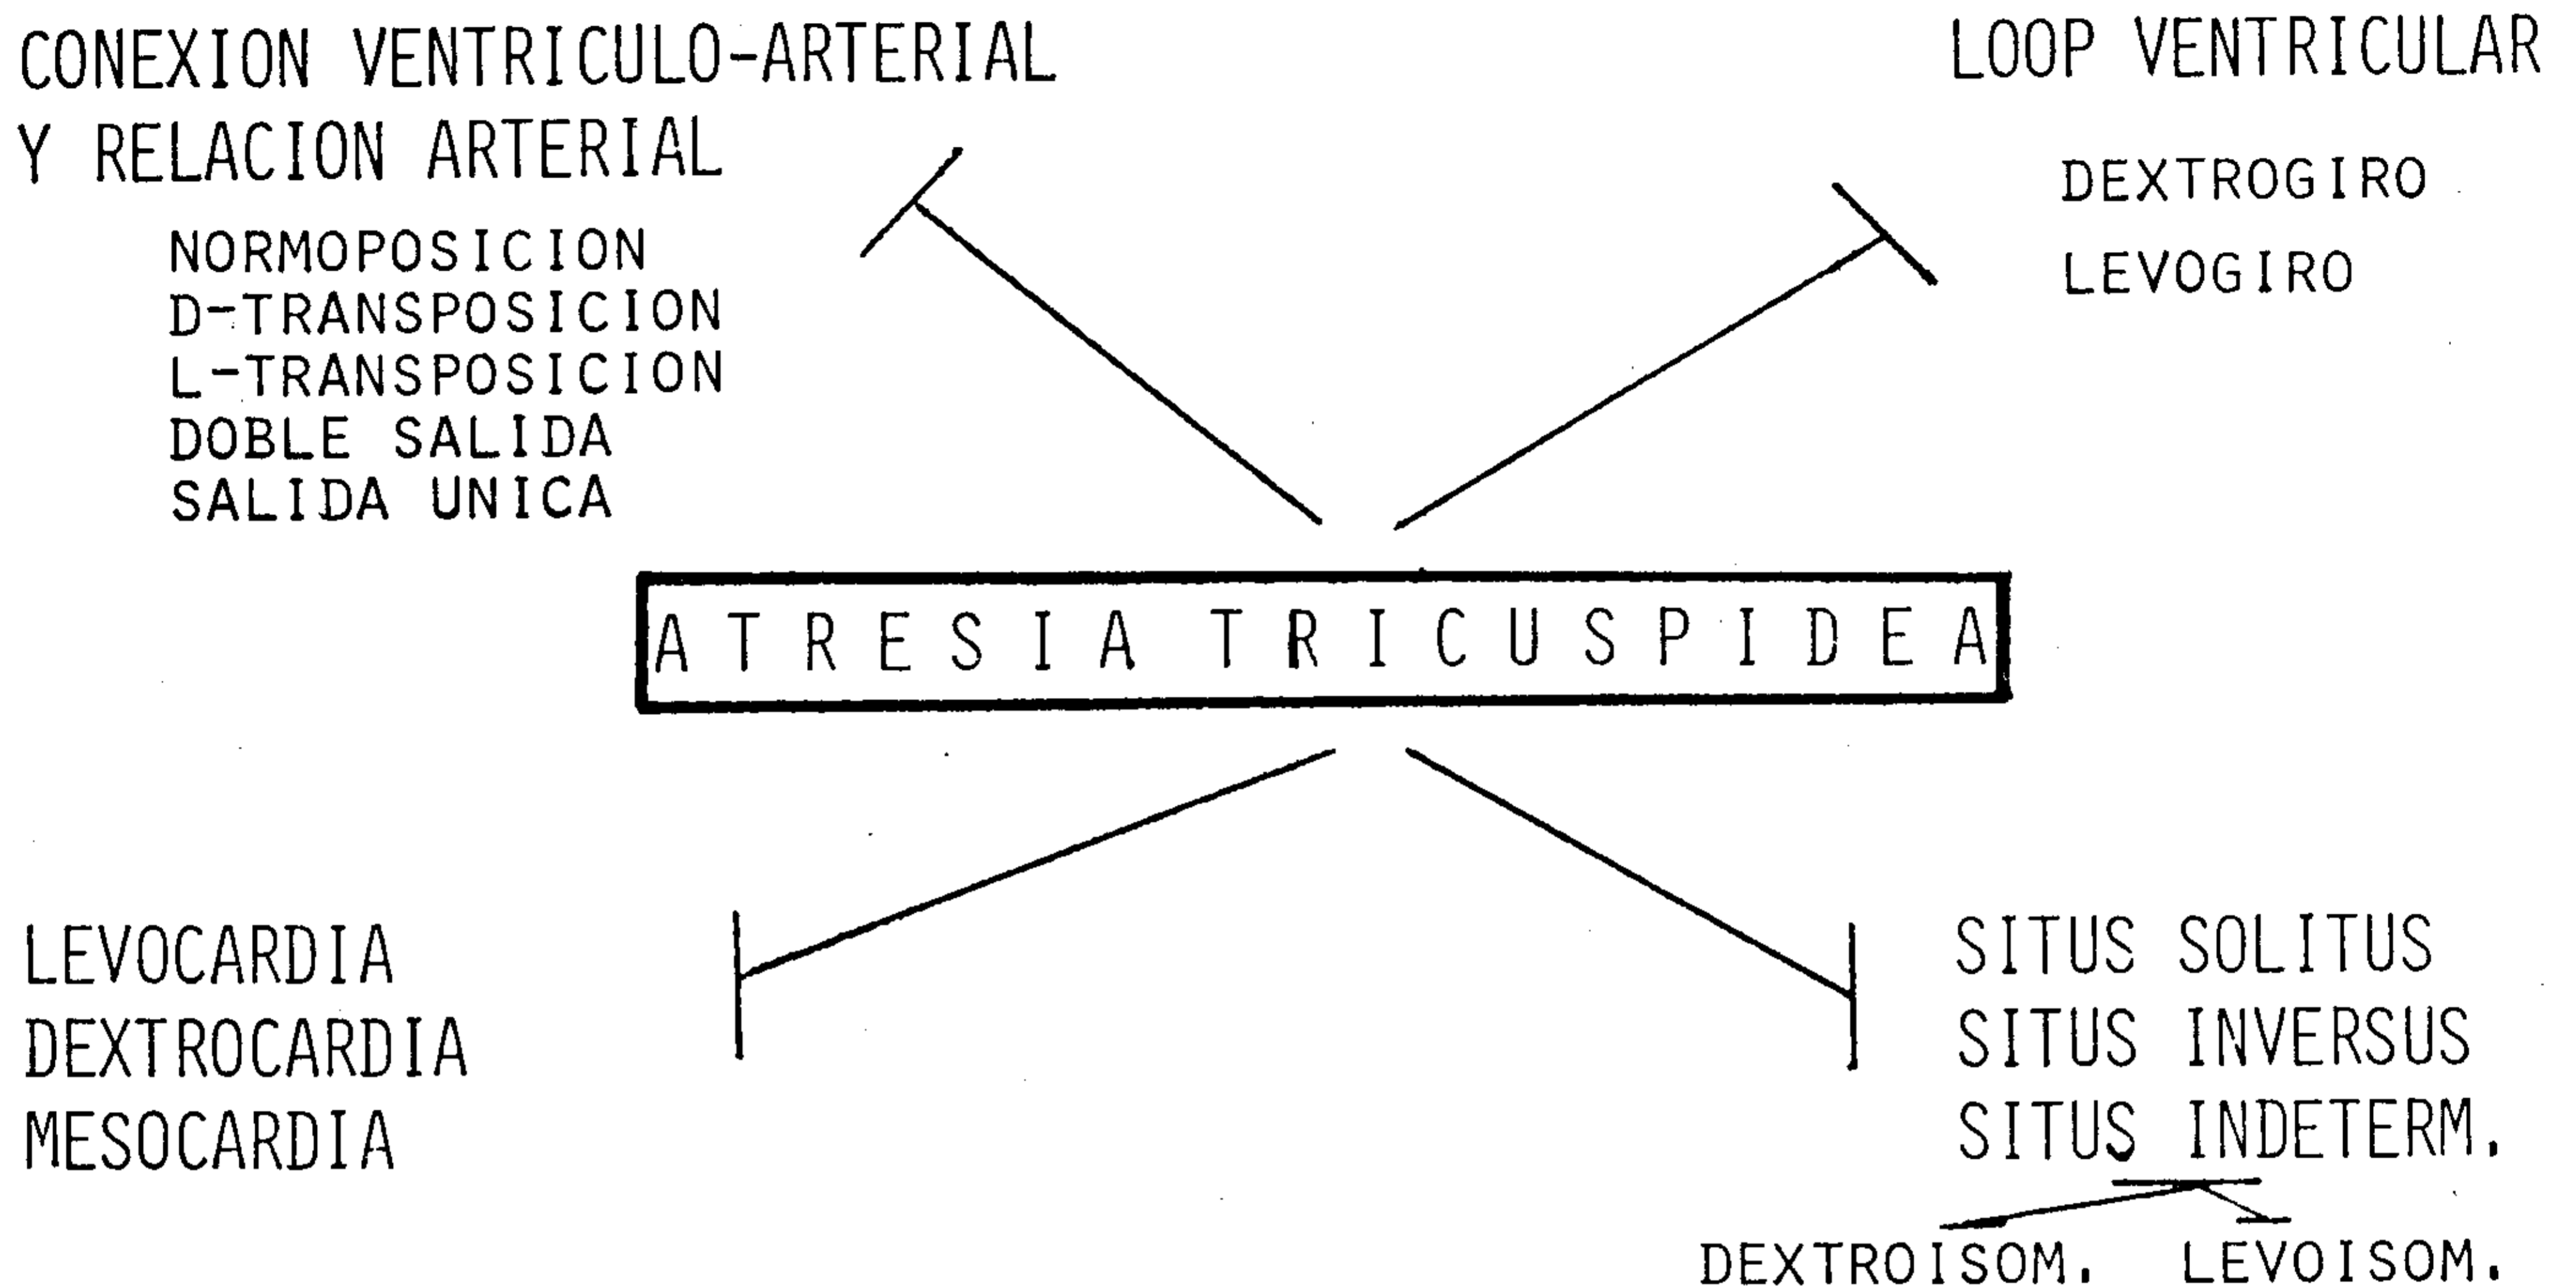 CONEXION VENTRICULO-ARTERIAL
Y RELACION ARTERIAL
NORMOPOSICION
D-TRANSPOSICION
L-TRANSPOSICION
DOBLE SALIDA
SALIDA UNICA
LOOP VENTRICULAR
DEXTROGIRO
LEVOGIRO
ATRESIA TRICUSPIDEA
LEVOCARDIA
DEXTROCARDIA
MESOCARDIA
SITUS SOLITUS
SITUS INVERSUS
SITUS INDETERM.
DEXTROISOM. LEVOISOM.